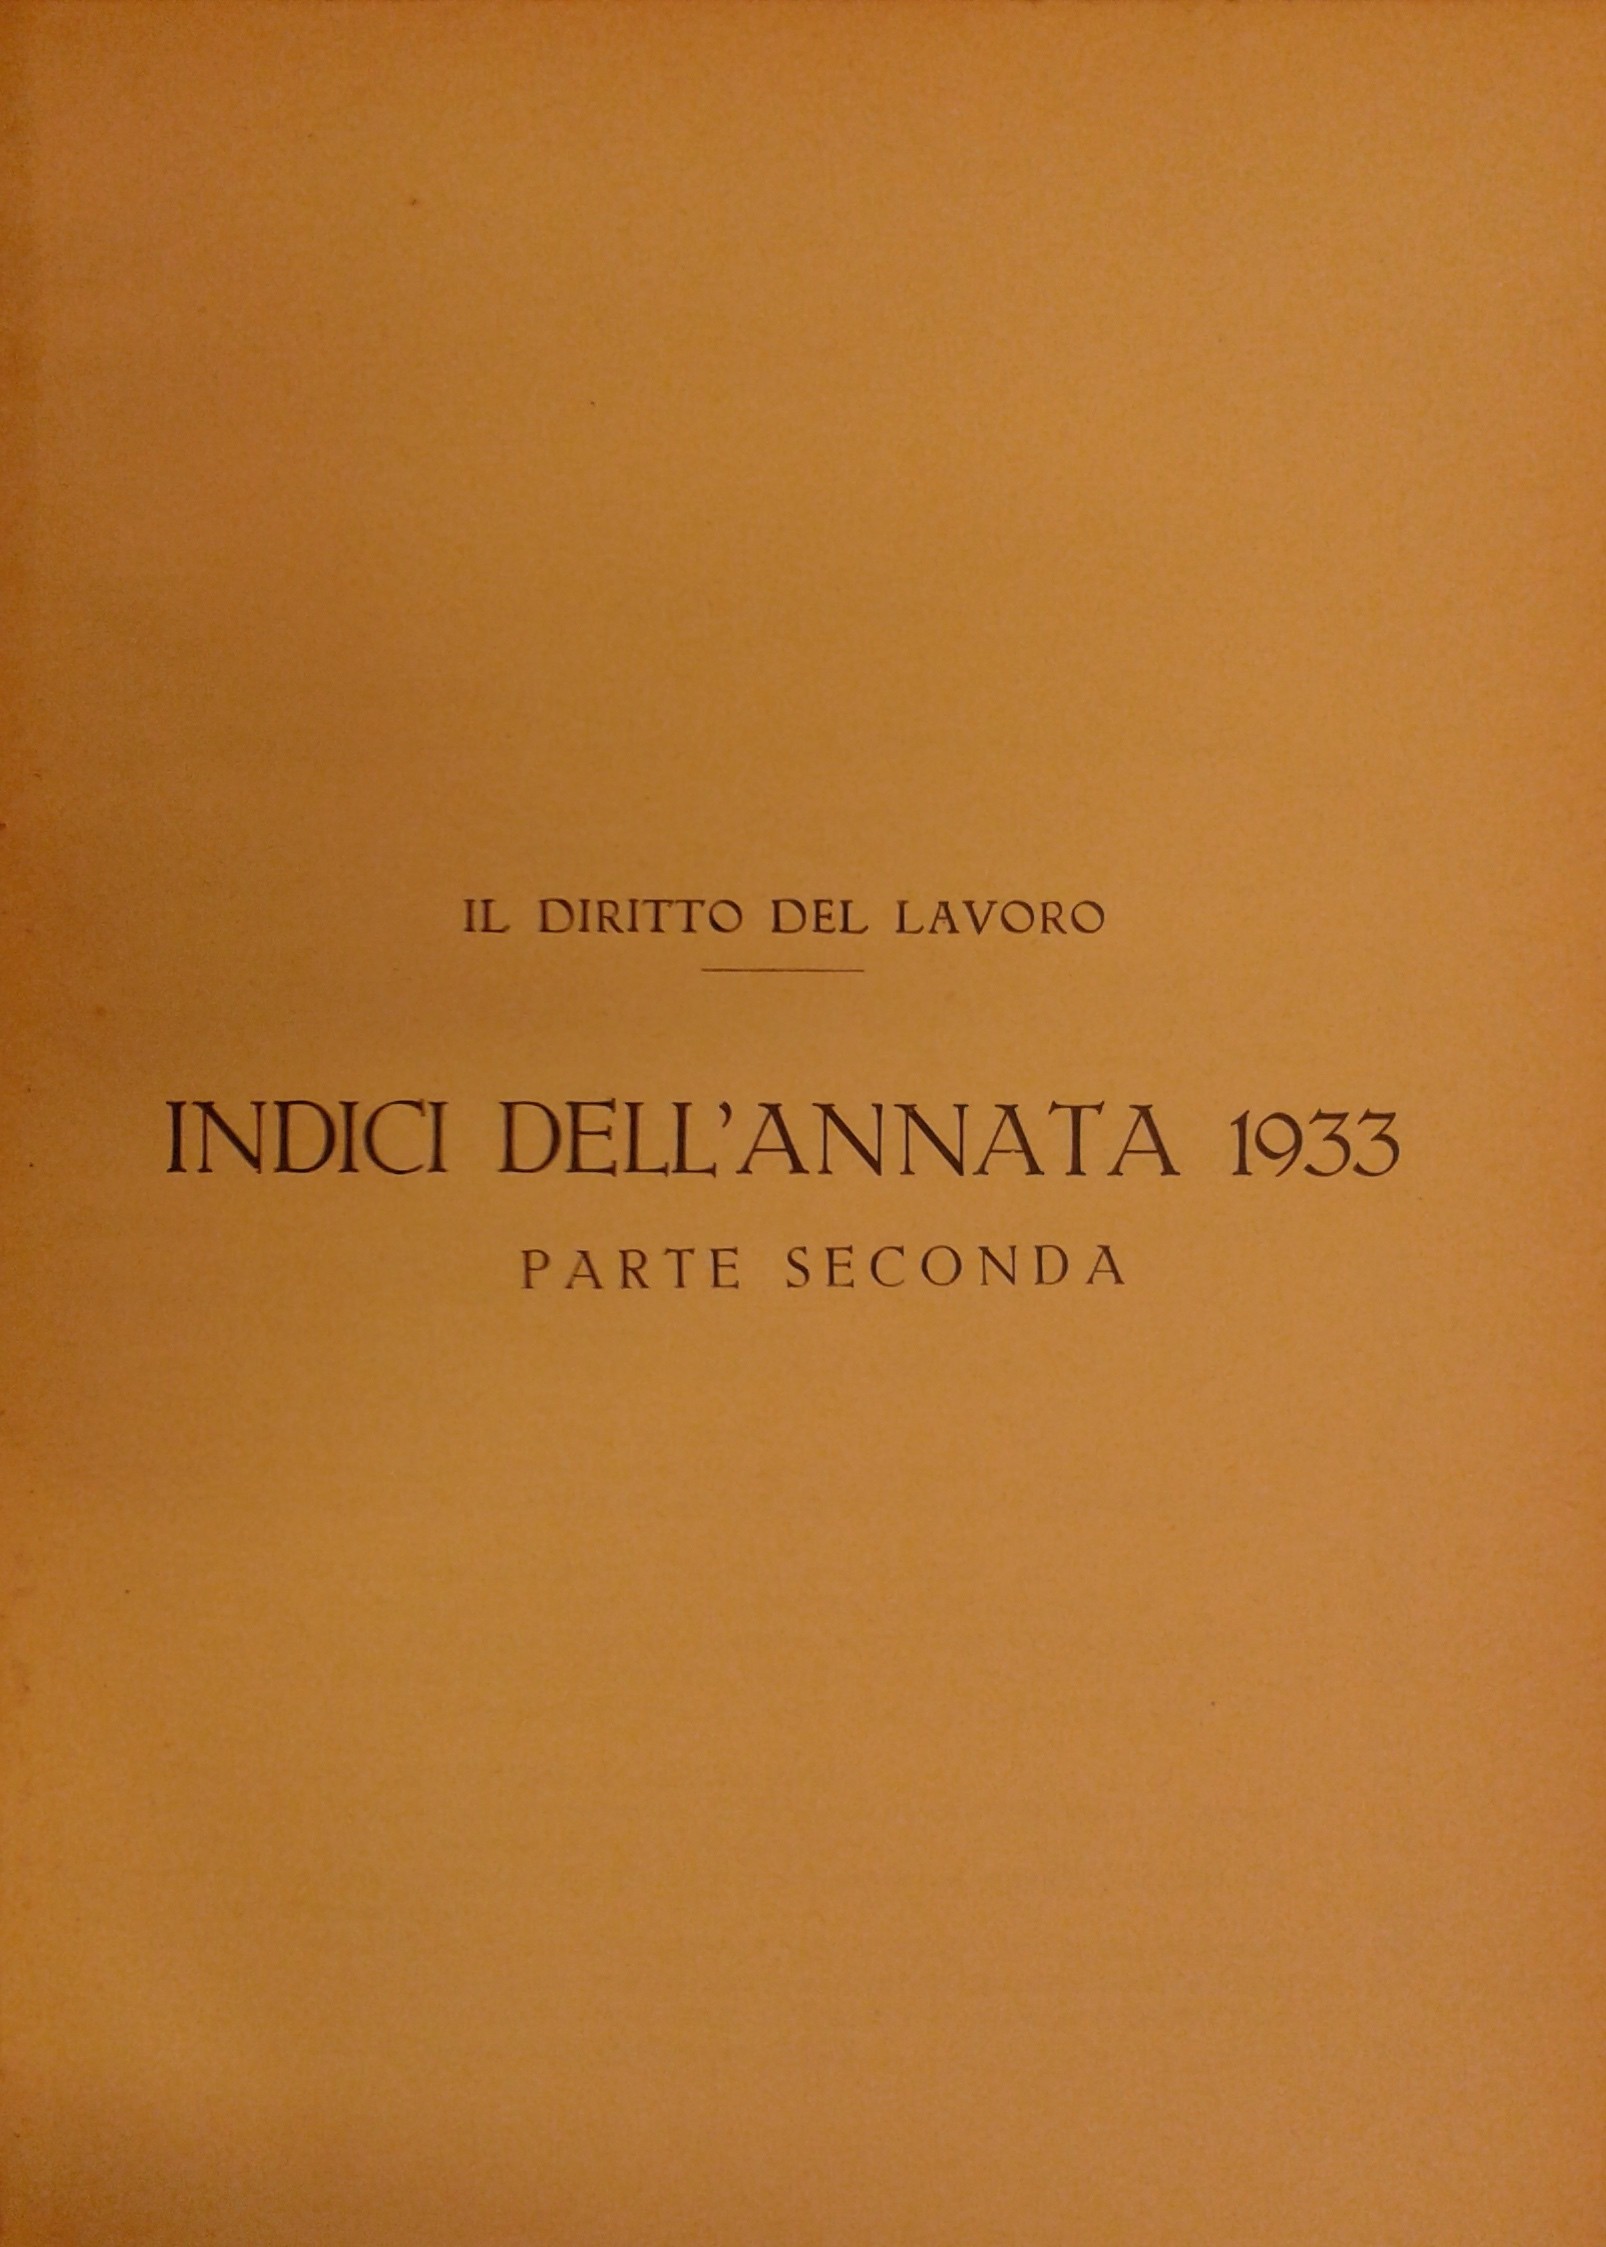 IL DIRITTO DEL LAVORO
INDICI DELL'ANNATA 1933
PARTE SECONDA